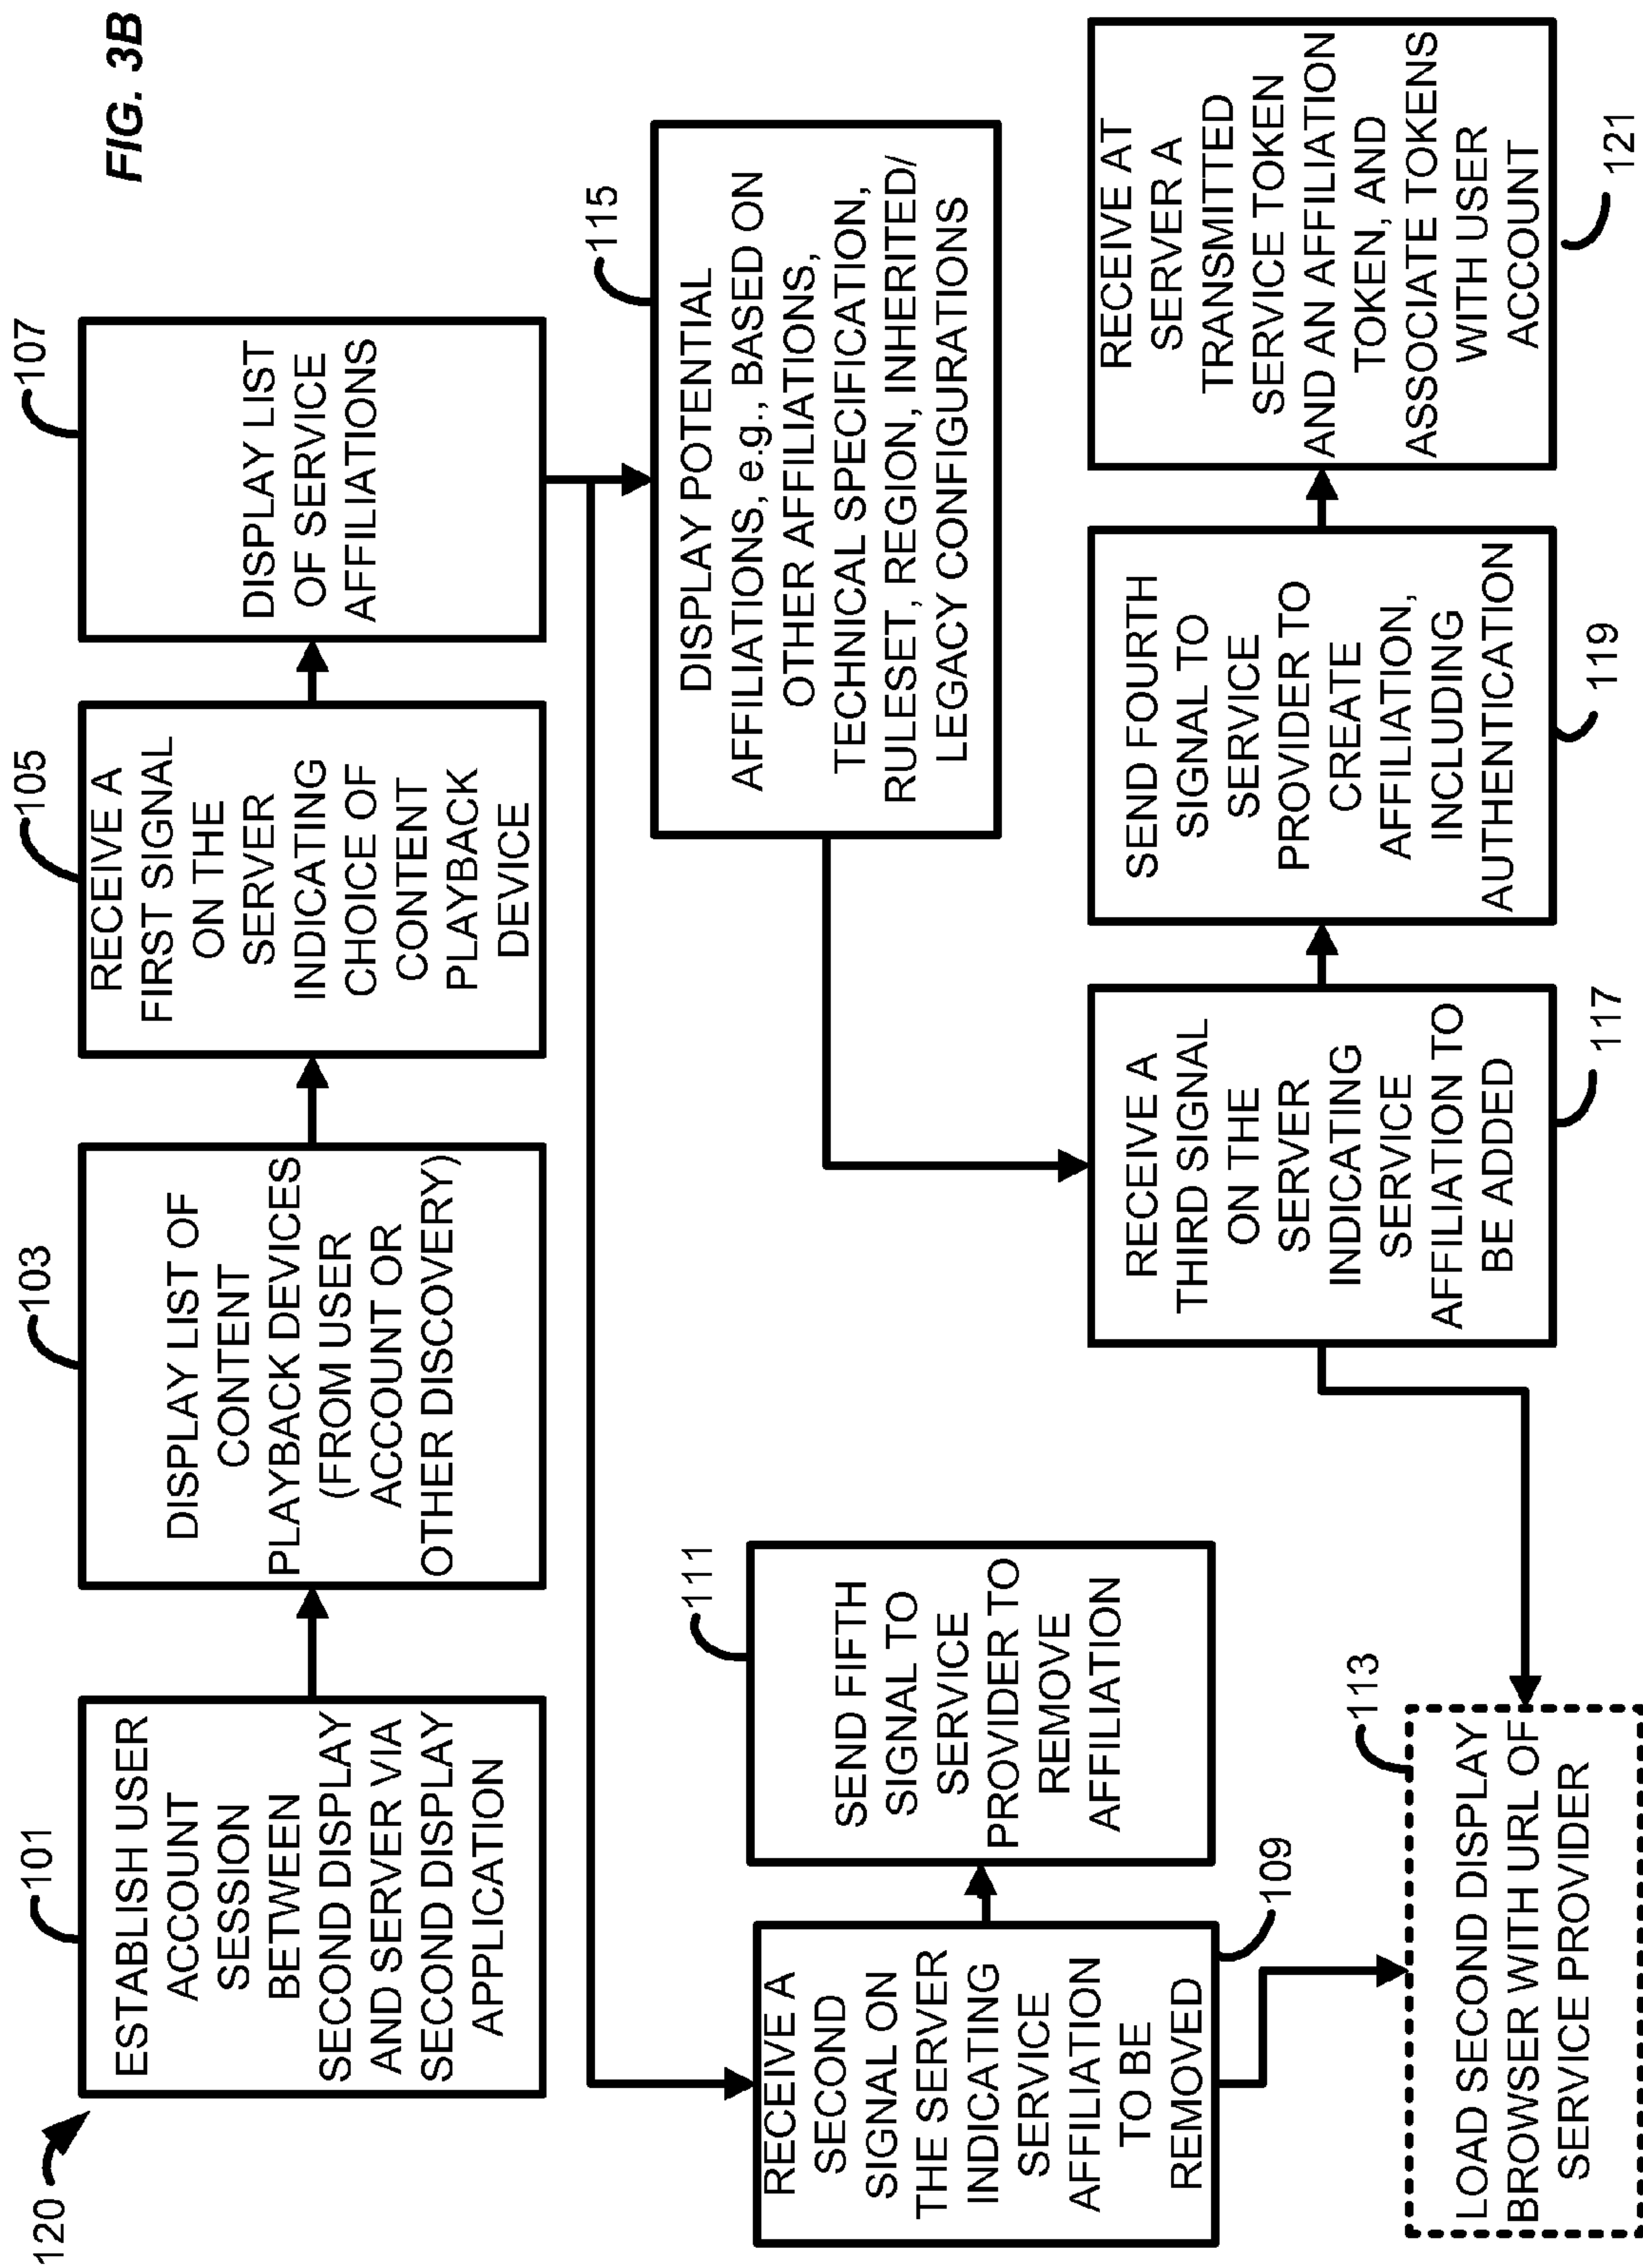 FIG. 3B
120
101
ESTABLISH USER
ACCOUNT
SESSION
BETWEEN
SECOND DISPLAY
AND SERVER VIA
SECOND DISPLAY
APPLICATION
103
DISPLAY LIST OF
CONTENT
PLAYBACK DEVICES
(FROM USER
ACCOUNT OR
OTHER DISCOVERY)
105
RECEIVE A
FIRST SIGNAL
ON THE
SERVER
INDICATING
CHOICE OF
CONTENT
PLAYBACK
DEVICE
107
DISPLAY LIST
OF SERVICE
AFFILIATIONS
115
DISPLAY POTENTIAL
AFFILIATIONS, e.g., BASED ON
OTHER AFFILIATIONS,
TECHNICAL SPECIFICATION,
RULESET, REGION, INHERITED/
LEGACY CONFIGURATIONS
109
RECEIVE A
SECOND
SIGNAL ON
THE SERVER
INDICATING
SERVICE
AFFILIATION
TO BE
REMOVED
111
SEND FIFTH
SIGNAL TO
SERVICE
PROVIDER TO
REMOVE
AFFILIATION
113
LOAD SECOND DISPLAY
BROWSER WITH URL OF
SERVICE PROVIDER
117
RECEIVE A
THIRD SIGNAL
ON THE
SERVER
INDICATING
SERVICE
AFFILIATION TO
BE ADDED
119
SEND FOURTH
SIGNAL TO
SERVICE
PROVIDER TO
CREATE
AFFILIATION,
INCLUDING
AUTHENTICATION
121
RECEIVE AT
SERVER A
TRANSMITTED
SERVICE TOKEN
AND AN AFFILIATION
TOKEN, AND
ASSOCIATE TOKENS
WITH USER
ACCOUNT